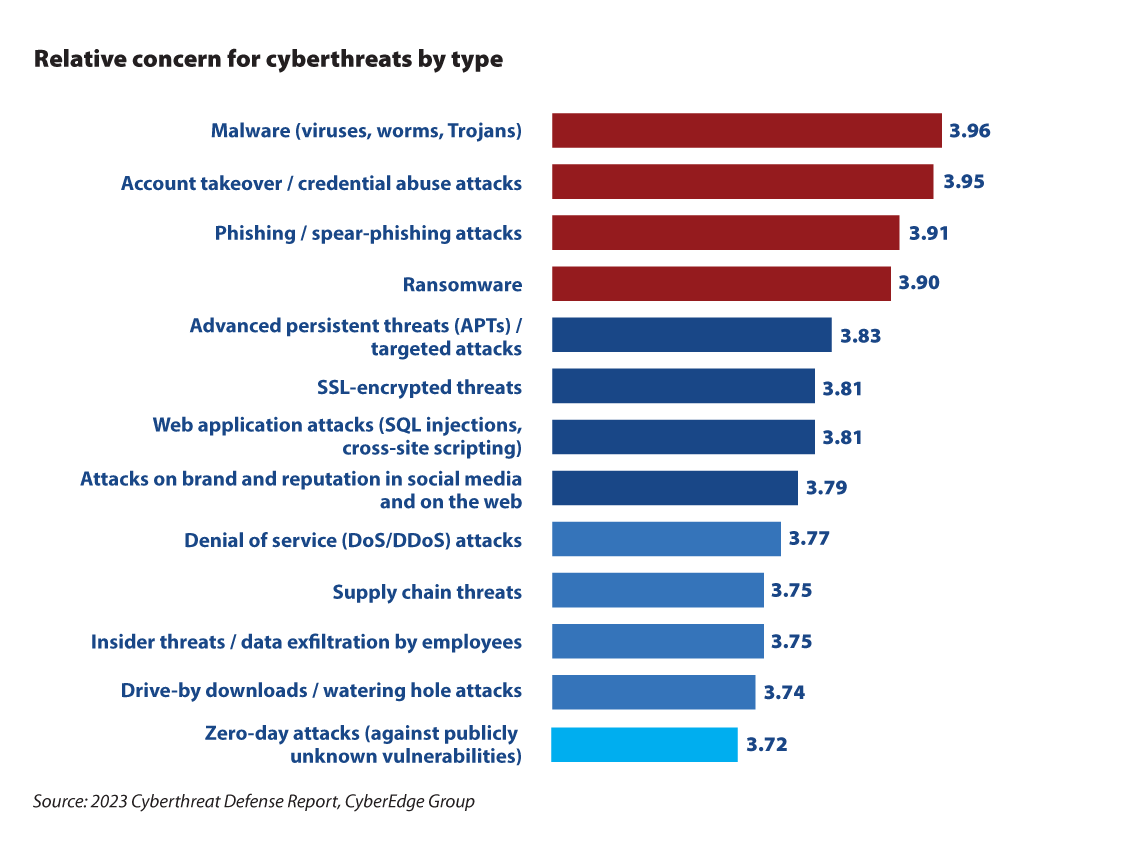 Relative concern for cyberthreats by type
Malware (viruses, worms, Trojans)
3.96
Account takeover / credential abuse attacks
3.95
Phishing / spear-phishing attacks
3.91
Ransomware
3.90
Advanced persistent threats (APTs) /
targeted attacks
3.83
SSL-encrypted threats
3.81
Web application attacks (SQL injections,
cross-site scripting)
3.81
Attacks on brand and reputation in social media
and on the web
3.79
Denial of service (DoS/DDoS) attacks
3.77
Supply chain threats
3.75
Insider threats / data exfiltration by employees
3.75
Drive-by downloads / watering hole attacks
3.74
Zero-day attacks (against publicly
unknown vulnerabilities)
3.72
Source: 2023 Cyberthreat Defense Report, CyberEdge Group